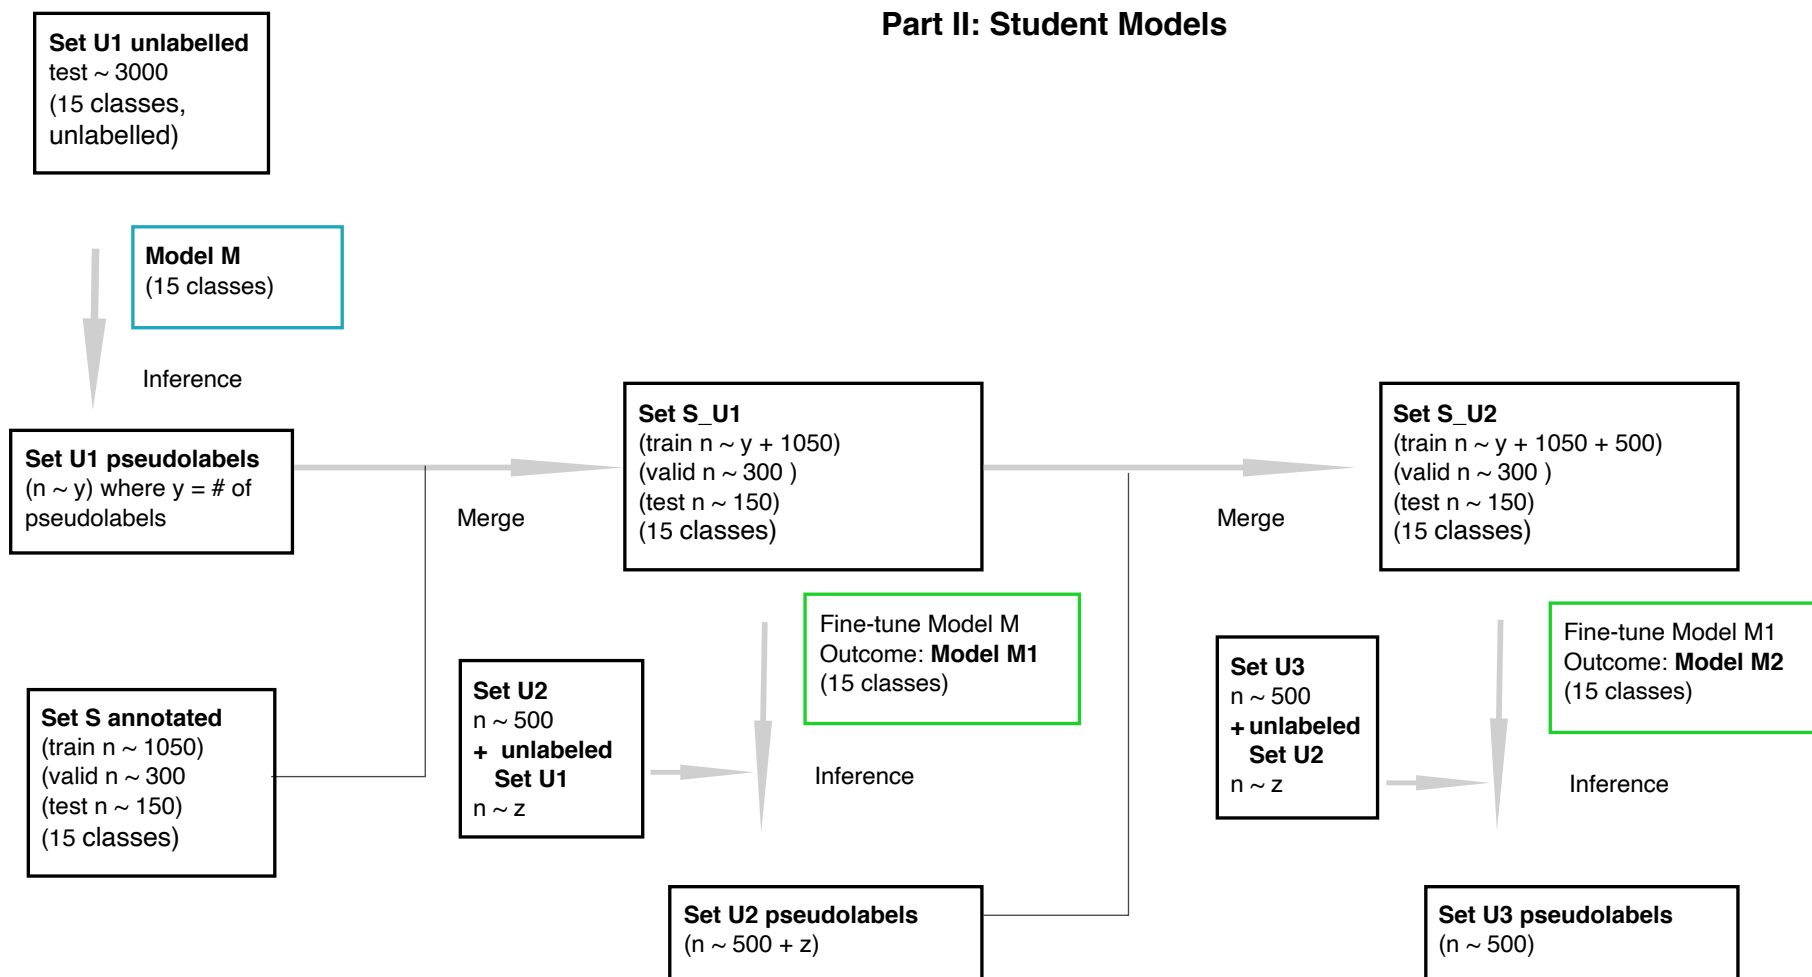 Part II: Student Models
Set U1 unlabelled
test ~ 3000
(15 classes,
unlabelled)
Model M
(15 classes)
Inference
Set U1 pseudolabels
(n ~ y) where y = # of
pseudolabels
Merge
Set S_U1
(train n ~ y + 1050)
(valid n ~ 300 )
(test n ~ 150)
(15 classes)
Merge
Set S_U2
(train n ~ y + 1050 + 500)
(valid n ~ 300 )
(test n ~ 150)
(15 classes)
Set S annotated
(train n ~ 1050)
(valid n ~ 300
(test n ~ 150)
(15 classes)
Set U2
n ~ 500
+ unlabeled
Set U1
n ~ z
Fine-tune Model M
Outcome: Model M1
(15 classes)
Inference
Set U3
n ~ 500
+ unlabeled
Set U2
n ~ z
Fine-tune Model M1
Outcome: Model M2
(15 classes)
Inference
Set U2 pseudolabels
(n ~ 500 + z)
Set U3 pseudolabels
(n ~ 500)